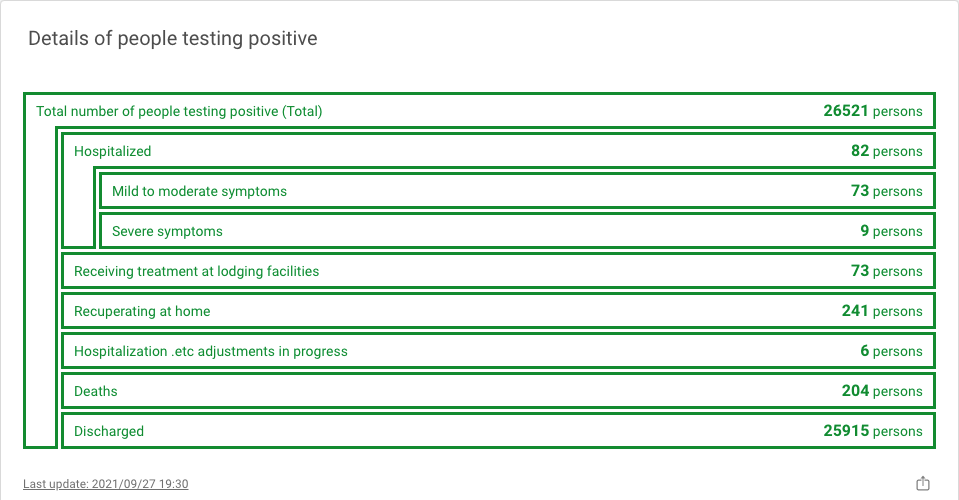 Details of people testing positive
Total number of people testing positive (Total) 26521 persons
Hospitalized 82 persons
Mild to moderate symptoms 73 persons
Severe symptoms 9 persons
Receiving treatment at lodging facilities 73 persons
Recuperating at home 241 persons
Hospitalization .etc adjustments in progress 6 persons
Deaths 204 persons
Discharged 25915 persons
Last update: 2021/09/27 19:30